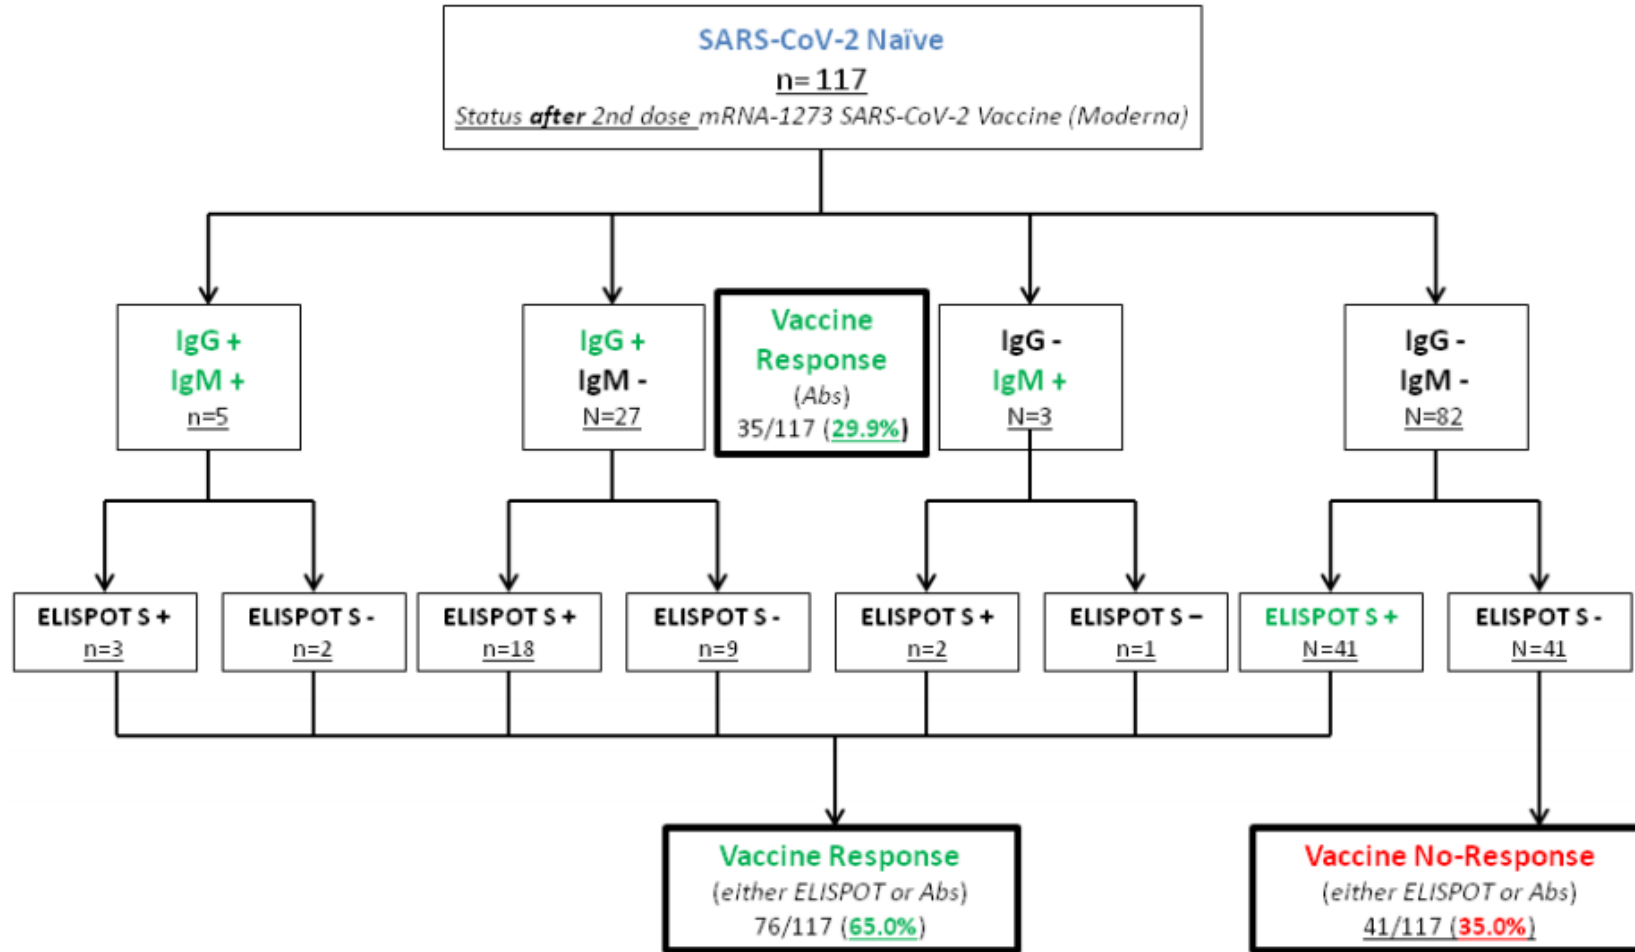 SARS-CoV-2 Naïve
n= 117
Status after 2nd dose mRNA-1273 SARS-CoV-2 Vaccine (Moderna)
IgG +
IgM +
n=5
IgG +
IgM -
N=27
Vaccine
Response
(Abs)
35/117 (29.9%)
IgG -
IgM +
N=3
IgG -
IgM -
N=82
ELISPOT S +
n=3
ELISPOT S -
n=2
ELISPOT S +
n=18
ELISPOT S -
n=9
ELISPOT S +
n=2
ELISPOT S –
n=1
ELISPOT S +
N=41
ELISPOT S -
N=41
Vaccine Response
(either ELISPOT or Abs)
76/117 (65.0%)
Vaccine No-Response
(either ELISPOT or Abs)
41/117 (35.0%)